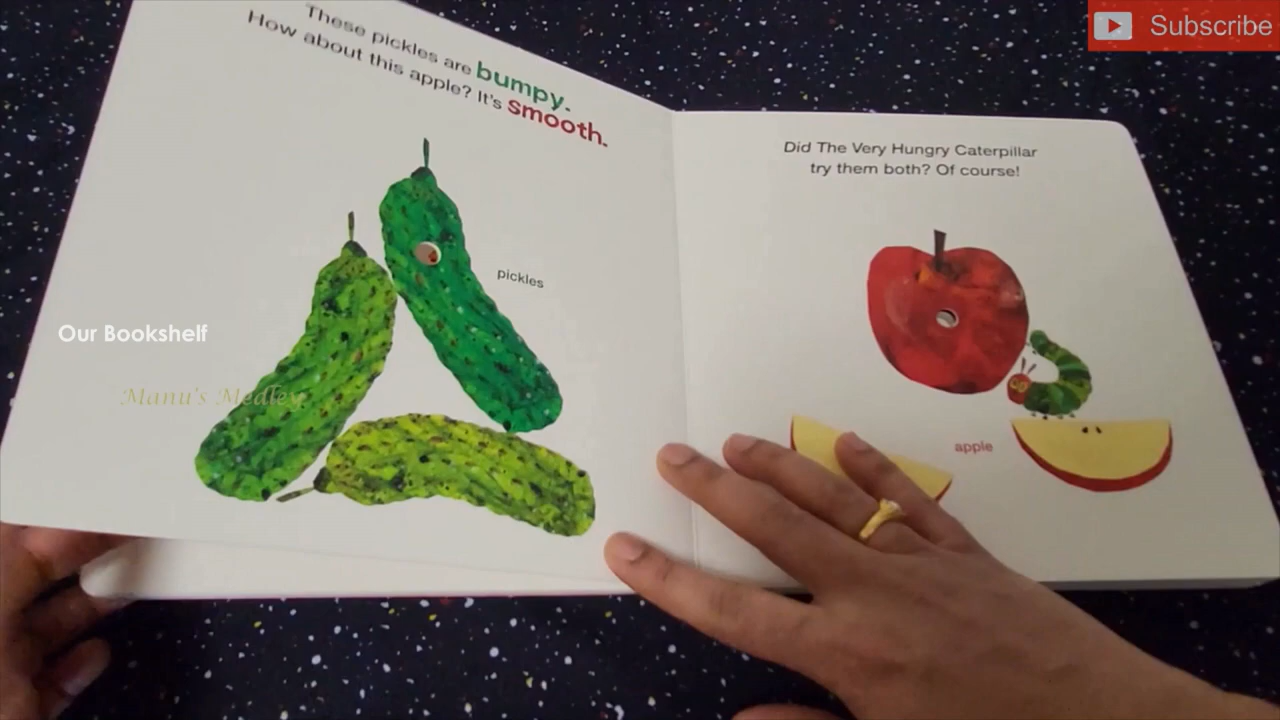 These pickles are bumpy.
How about this apple? It's smooth.
pickles
Did The Very Hungry Caterpillar
try them both? Of course!
apple
Our Bookshelf
Manu's Medley
Subscribe